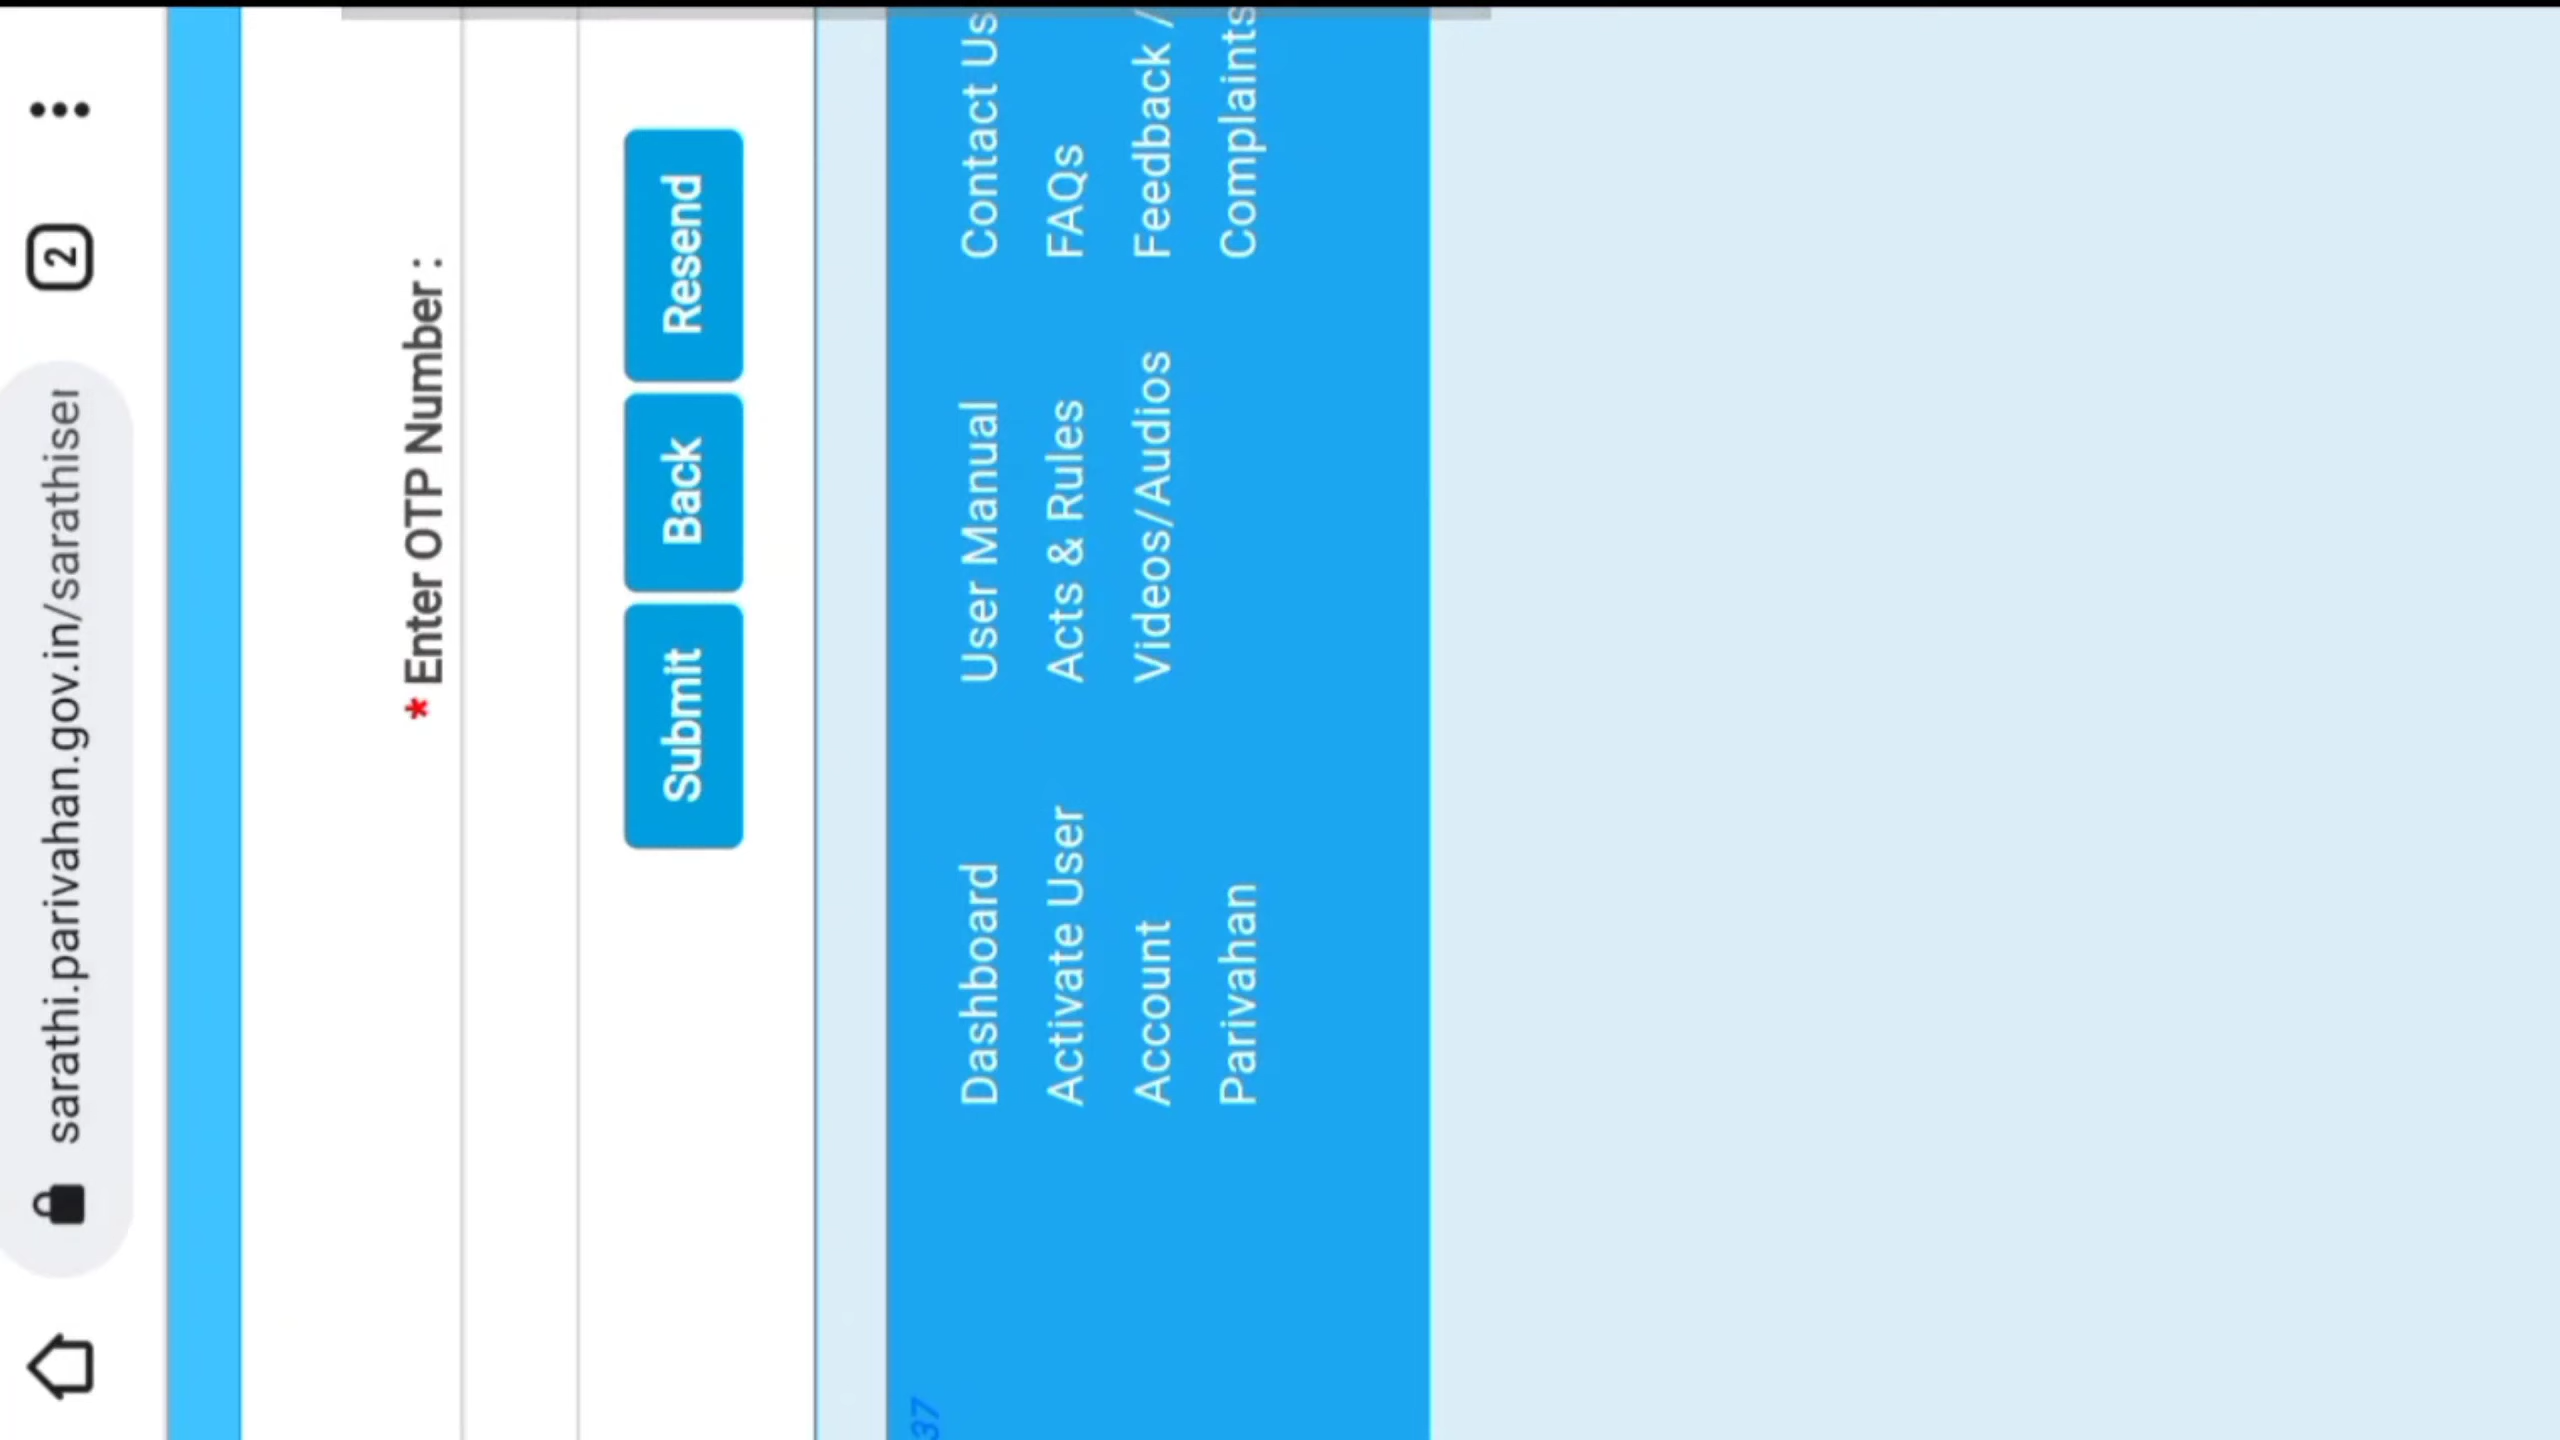 2
sarathi.parivahan.gov.in/sarathiser
* Enter OTP Number :
Submit Back Resend
Dashboard User Manual Contact Us
Activate User Acts & Rules FAQs
Account Videos/Audios Feedback /
Parivahan Complaints
37